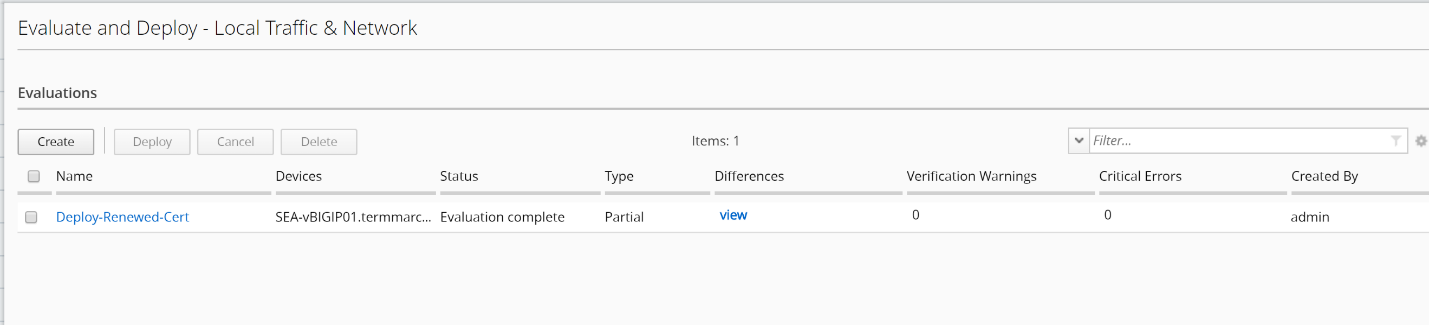 Evaluate and Deploy - Local Traffic & Network
Evaluations
Create Deploy Cancel Delete Items: 1 Filter...
Name Devices Status Type Differences Verification Warnings Critical Errors Created By
Deploy-Renewed-Cert SEA-vBIGIP01.termmarc... Evaluation complete Partial view 0 0 admin